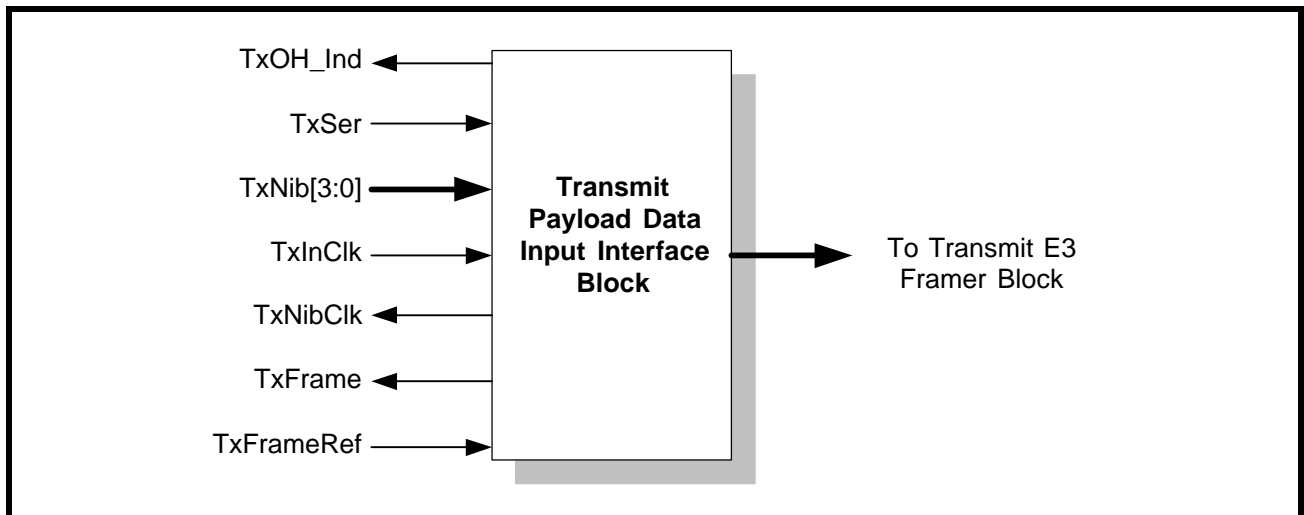 TxOH_Ind
TxSer
TxNib[3:0]
TxInClk
TxNibClk
TxFrame
TxFrameRef
Transmit
Payload Data
Input Interface
Block
To Transmit E3
Framer Block